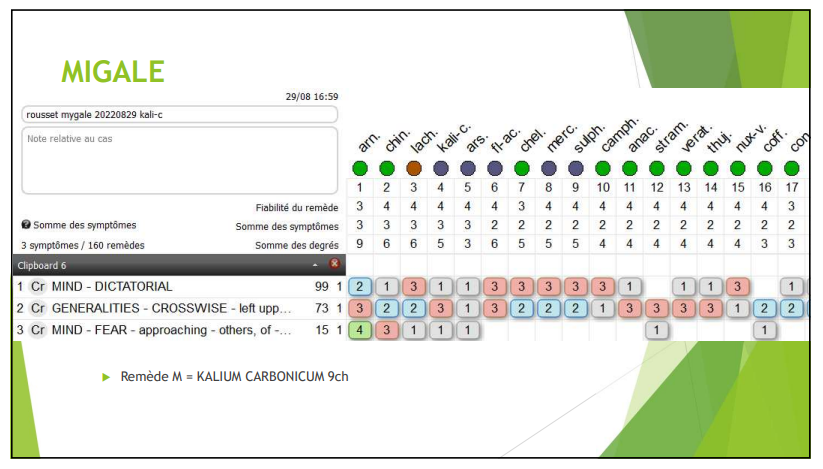 MIGALE
29/08 16:59
rousset mygale 20220829 kali-c
Note relative au cas
arn. chin. lach. kali-c. ars. fl-ac. chel. merc. sulph. camph. anac. stram. verat. thuj. nux-v. coff. con
1 2 3 4 5 6 7 8 9 10 11 12 13 14 15 16 17
Fiabilité du remède 3 4 4 4 4 4 3 4 4 4 4 4 4 4 4 4 3
Somme des symptômes Somme des symptômes 3 3 3 3 3 2 2 2 2 2 2 2 2 2 2 2 2
3 symptômes / 160 remèdes Somme des degrés 9 6 6 5 3 6 5 5 5 4 4 4 4 4 4 3 3
Clipboard 6
1 Cr MIND - DICTATORIAL 99 1 2 1 3 1 1 3 3 3 3 3 1 1 1 3 1
2 Cr GENERALITIES - CROSSWISE - left upp... 73 1 3 2 2 3 1 3 2 2 2 1 3 3 3 3 1 2 2
3 Cr MIND - FEAR - approaching - others, of -... 15 1 4 3 1 1 1 1 1
Remède M = KALIUM CARBONICUM 9ch